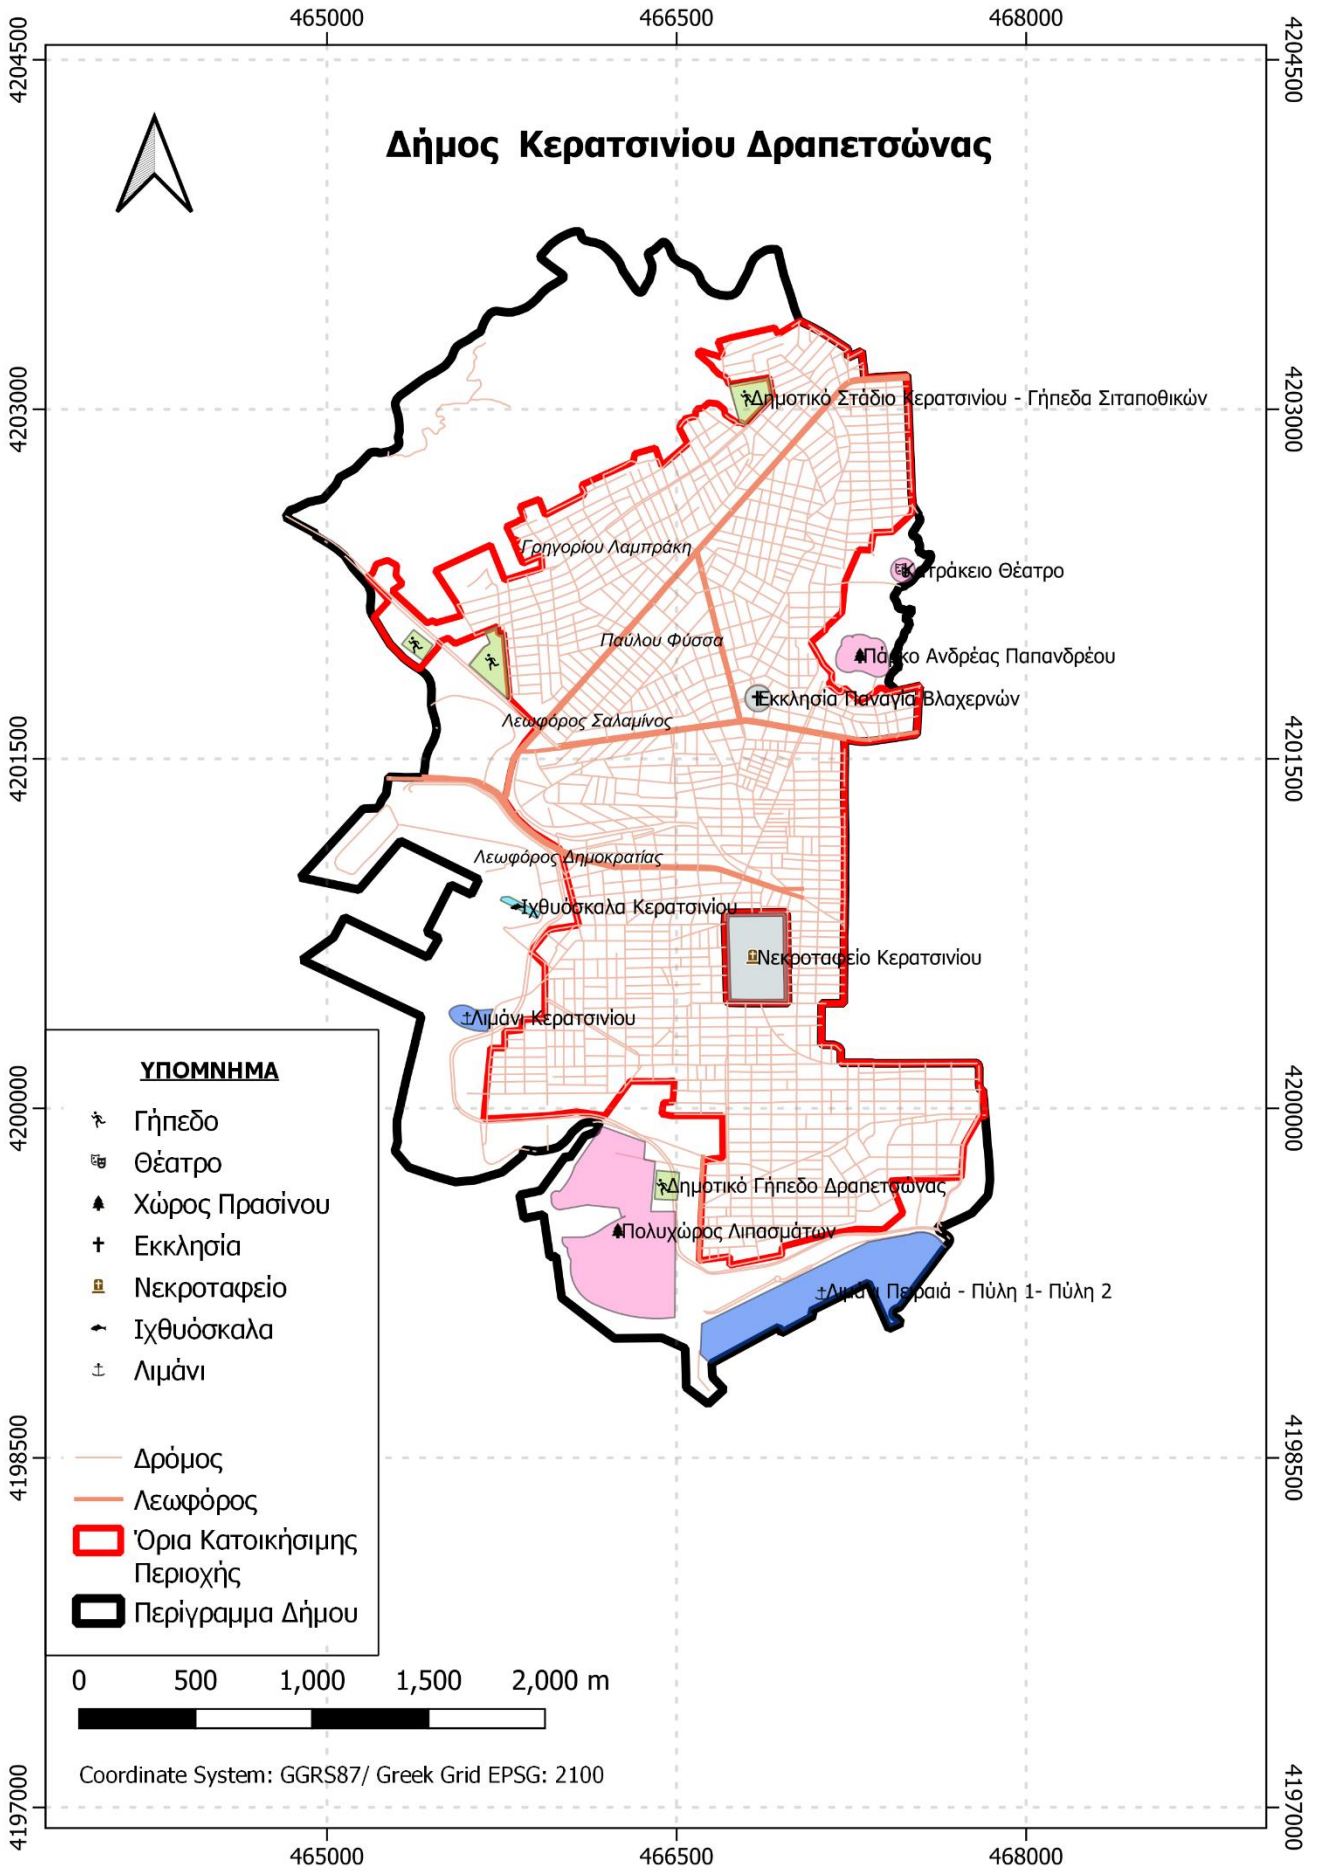 465000 466500 468000
4204500 4204500
Δήμος Κερατσινίου Δραπετσώνας
4203000 4203000
Δημοτικό Στάδιο Κερατσινίου - Γήπεδα Σιταποθικών
Γρηγορίου Λαμπράκη
Κατράκειο Θέατρο
Παύλου Φύσσα
Πάρκο Ανδρέας Παπανδρέου
Εκκλησία Παναγία Βλαχερνών
Λεωφόρος Σαλαμίνος
4201500 4201500
Λεωφόρος Δημοκρατίας
Ιχθυόσκαλα Κερατσινίου
Νεκροταφείο Κερατσινίου
Λιμάνι Κερατσινίου
4200000 4200000
Δημοτικό Γήπεδο Δραπετσώνας
Πολυχώρος Λιπασμάτων
Λιμάνι Πειραιά - Πύλη 1- Πύλη 2
ΥΠΟΜΝΗΜΑ
Γήπεδο
Θέατρο
Χώρος Πρασίνου
Εκκλησία
Νεκροταφείο
Ιχθυόσκαλα
Λιμάνι
4198500 4198500
Δρόμος
Λεωφόρος
Όρια Κατοικήσιμης
Περιοχής
Περίγραμμα Δήμου
0 500 1,000 1,500 2,000 m
Coordinate System: GGRS87/ Greek Grid EPSG: 2100
4197000 4197000
465000 466500 468000